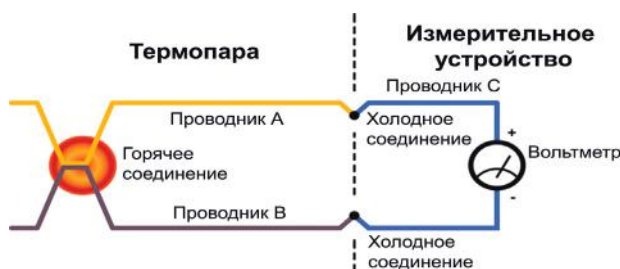 Термопара
Измерительное
устройство
Проводник C
Проводник A
Холодное
соединение
Горячее
соединение
+
Вольтметр
-
Проводник B
Холодное
соединение